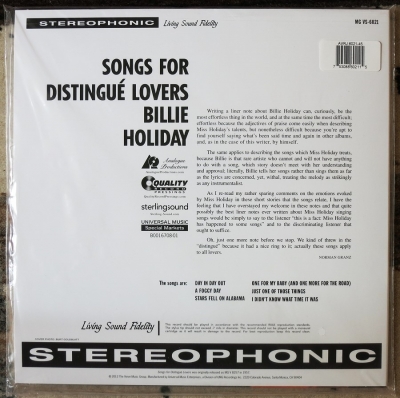 STEREOPHONIC Living Sound Fidelity MG VS-6021
SONGS FOR
DISTINGUÉ LOVERS
BILLIE
HOLIDAY
Writing a liner note about Billie Holiday can, curiously, be the
most effortless thing in the world, and at the same time the most difficult;
effortless because the adjectives of praise come easily when describing
Miss Holiday's talents, but nonetheless difficult because you're apt to
find yourself saying what's been said time and again in other albums,
and, as in the case of this writer, by himself.
The same applies to describing the songs which Miss Holiday treats,
because Billie is that rare artist who cannot and will not have anything
to do with a song, which story doesn't meet with her understanding
and approval; literally, Billie tells her songs rather than sings them as far
as the lyrics are concerned, yet, withal, treating the melody as strikingly
as any instrumentalist.
As I re-read my rather sparing comments on the emotions evoked
by Miss Holiday in these short stories that the songs relate, I have the
feeling that I have overstayed my welcome in these notes and that quite
possibly the best liner notes ever written about Miss Holiday singing
songs would be simply to say to the listener "this is a fact: Miss Holiday
has happened to some songs" and to the discriminating listener that
ought to suffice.
Oh, just one more note before we stop. We kind of threw in the
"distingué" because it had a nice ring to it; actually these songs apply
to all lovers.
NORMAN GRANZ
Analogue
Productions
QUALITY
RECORD
PRESSINGS
sterlingsound
UNIVERSAL MUSIC
Special Markets
B0016708-01
The songs are:
DAY IN DAY OUT
A FOGGY DAY
STARS FELL ON ALABAMA
ONE FOR MY BABY (AND ONE MORE FOR THE ROAD)
JUST ONE OF THOSE THINGS
I DIDN'T KNOW WHAT TIME IT WAS
Living Sound Fidelity
STEREOPHONIC